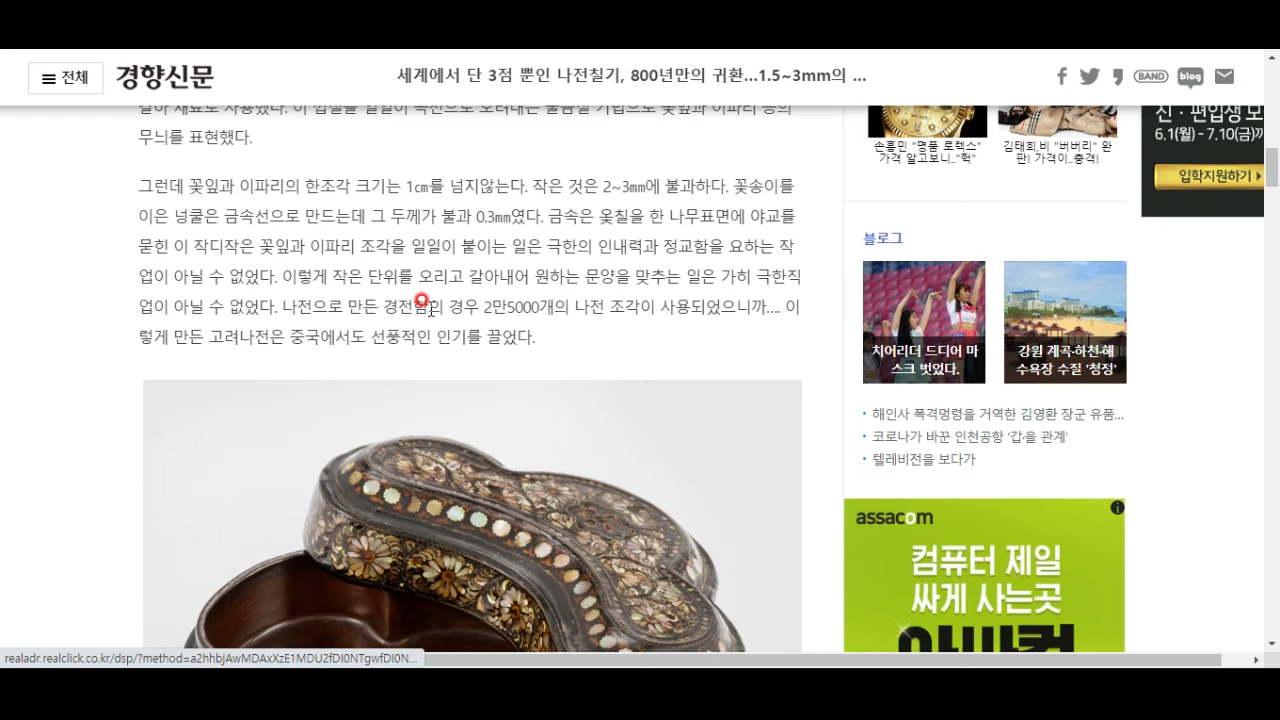 전체
경향신문
세계에서 단 3점 뿐인 나전칠기, 800년만의 귀환...1.5~3mm의 ...
BAND
blog
무늬를 표현했다.
그런데 꽃잎과 이파리의 한조각 크기는 1㎝를 넘지않는다. 작은 것은 2~3㎜에 불과하다. 꽃송이를
이은 넝쿨은 금속선으로 만드는데 그 두께가 불과 0.3㎜였다. 금속은 옻칠을 한 나무표면에 야교를
묻힌 이 작디작은 꽃잎과 이파리 조각을 일일이 붙이는 일은 극한의 인내력과 정교함을 요하는 작
업이 아닐 수 없었다. 이렇게 작은 단위를 오리고 갈아내어 원하는 문양을 맞추는 일은 가히 극한직
업이 아닐 수 없었다. 나전으로 만든 경전함의 경우 2만5000개의 나전 조각이 사용되었으니까.... 이
렇게 만든 고려나전은 중국에서도 선풍적인 인기를 끌었다.
손흥민 "명품 로렉스"
가격 알고보니.."헉"
김태희,비 "버버리" 완
판! 가격이..충격!
신·편입생 모
6.1(월) - 7.10(금)
입학지원하기
블로그
치어리더 드디어 마
스크 벗었다.
강원 계곡·하천·해
수욕장 수질 '청정'
해인사 폭격명령을 거역한 김영환 장군 유품...
코로나가 바꾼 인천공항 '갑·을 관계'
텔레비전을 보다가
assacom
컴퓨터 제일
싸게 사는곳
realadr.realclick.co.kr/dsp/?method=a2hhbjAwMDAxXzE1MDU2fDI0NTgwfDI0N...